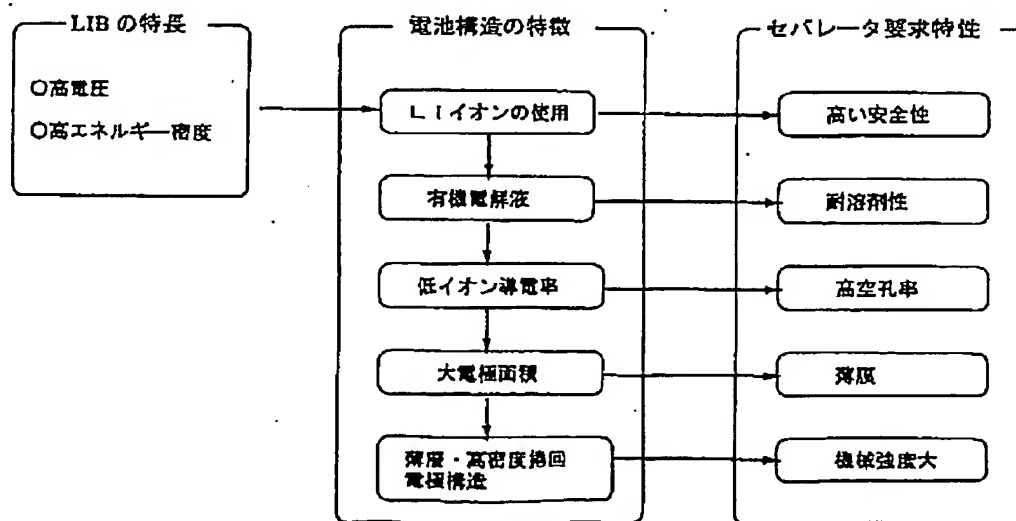 LIB の特長
○高電圧
○高エネルギー密度
電池構造の特徴
LIイオンの使用
有機電解液
低イオン導電率
大電極面積
薄層・高密度捲回
電極構造
セパレータ要求特性
高い安全性
耐溶剤性
高空孔率
薄膜
機械強度大